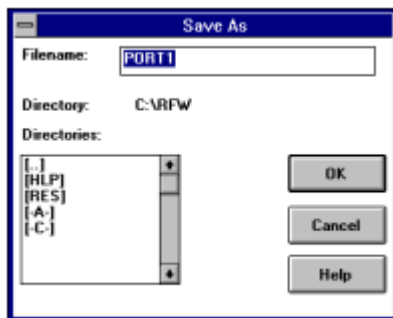 Save As
Filename: PORT1
Directory: C:\RFW
Directories:
[..]
[HLP]
[RES]
[-A-]
[-C-]
OK
Cancel
Help